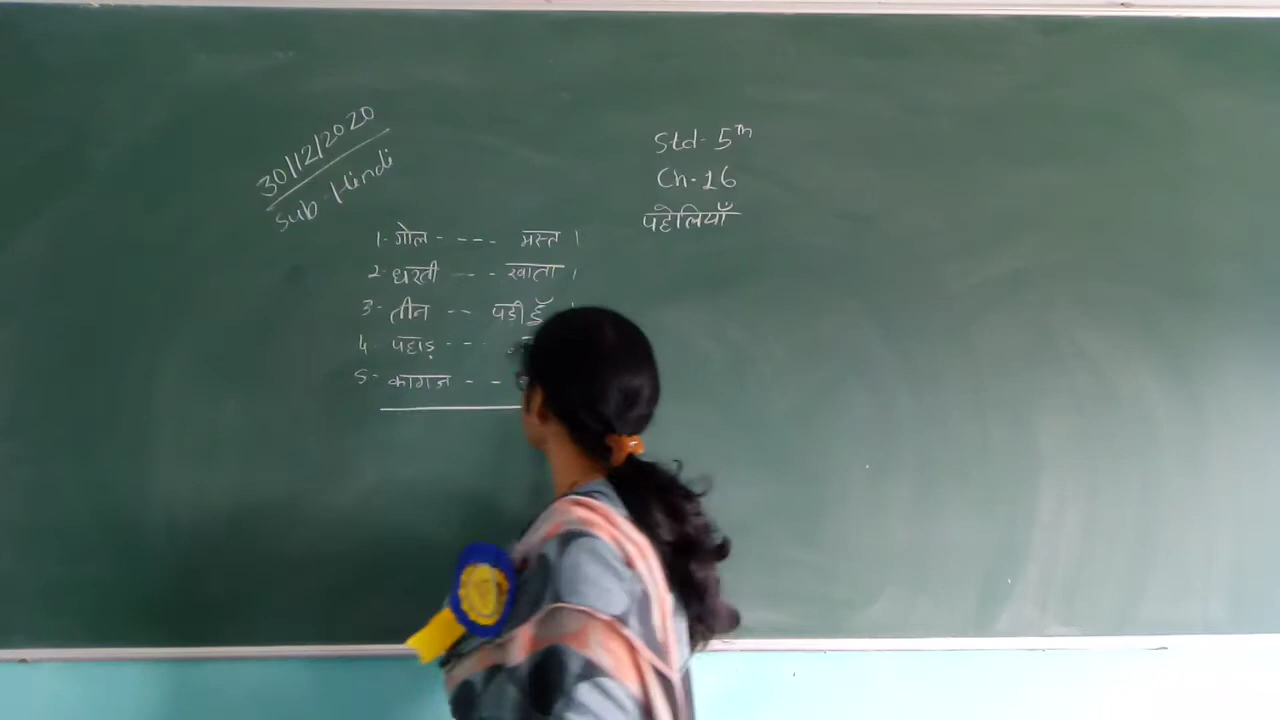 30/12/2020
Sub - Hindi
Std - 5th
Ch - 16
पहेलियाँ
1. गोल - - - - मस्त ।
2. धरती - - - खाता ।
3 - तीन - - पड़ी हूँ ।
4. पहाड़ - - -
5 - कागज - -